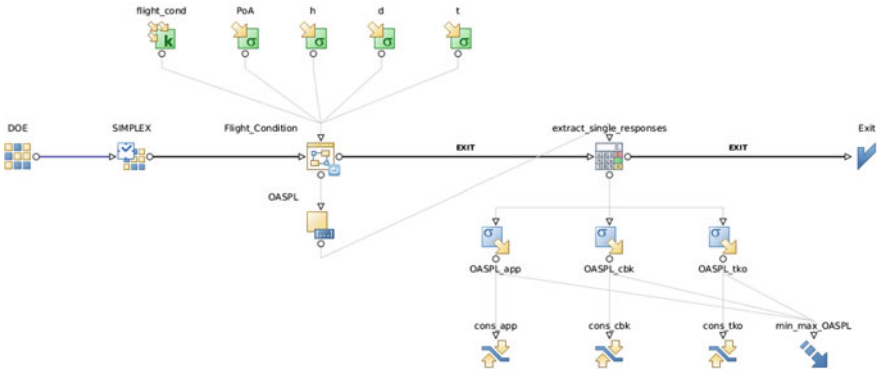 flight_cond PoA h d t
DOE SIMPLEX Flight_Condition EXIT extract_single_responses EXIT Exit
OASPL
OASPL_app OASPL_cbk OASPL_tko
cons_app cons_cbk cons_tko min_max_OASPL